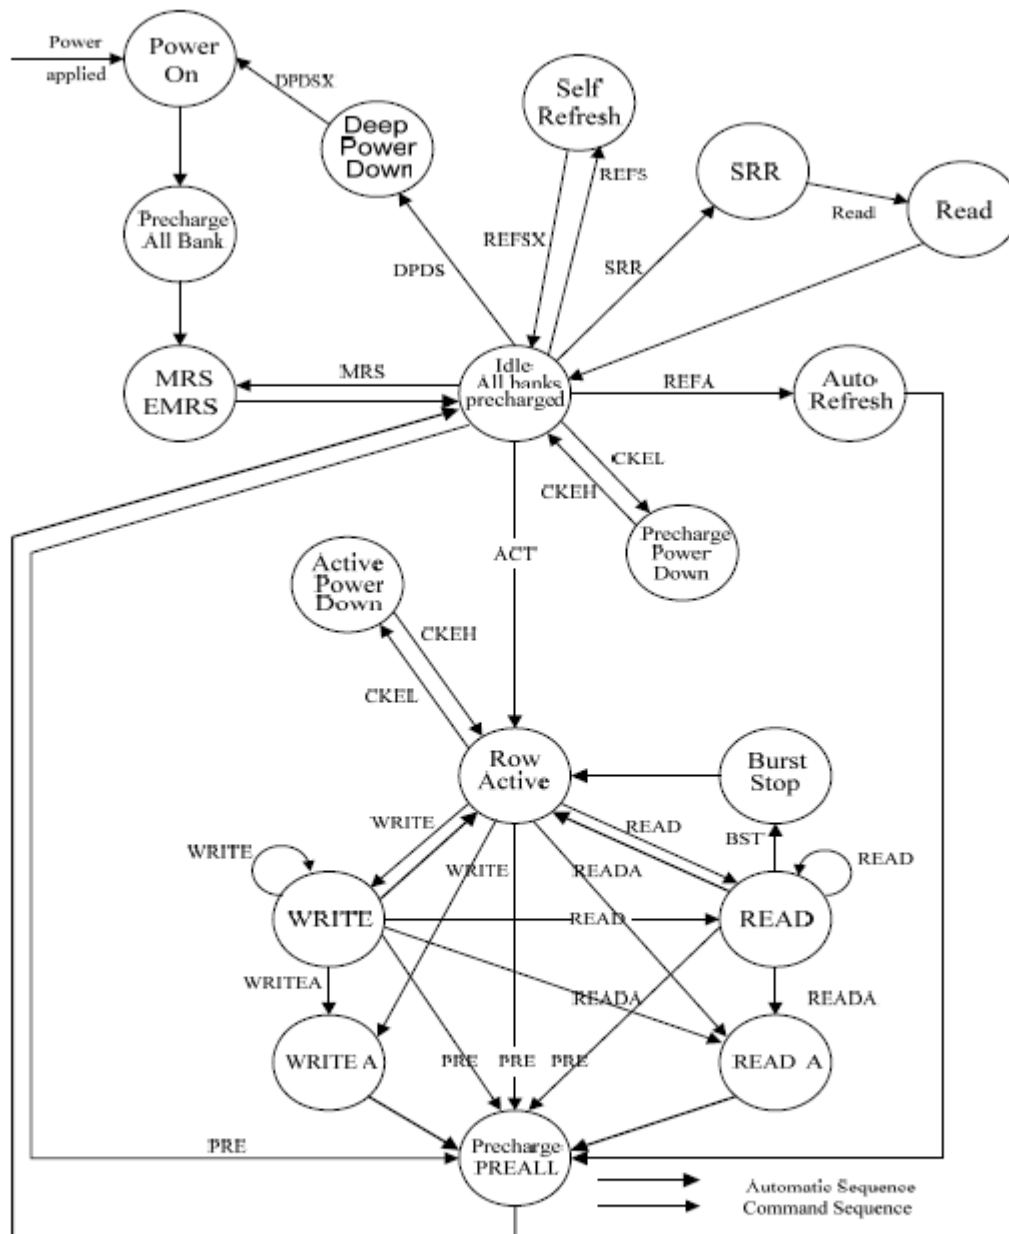 Power
applied
Power
On
DPDSX
Deep
Power
Down
Self
Refresh
REFS
REFSX
SRR
Read
Read
Precharge
All Bank
DPDS
SRR
MRS
EMRS
MRS
Idle
All banks
precharged
REFA
Auto
Refresh
CKEL
CKEH
Precharge
Power
Down
ACT
Active
Power
Down
CKEH
CKEL
Row
Active
Burst
Stop
WRITE
READ
BST
WRITE
WRITE
READA
READ
WRITE
READ
READ
WRITEA
READA
READA
WRITE A
PRE
PRE
PRE
READ A
PRE
Precharge
PREALL
Automatic Sequence
Command Sequence